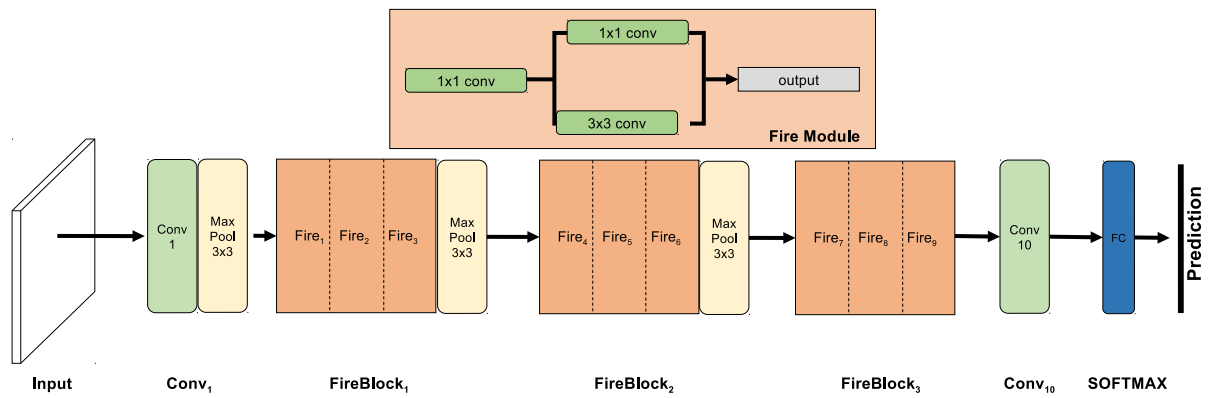 1x1 conv
1x1 conv
output
3x3 conv
Fire Module
Conv
1
Max
Pool
3x3
Fire₁ Fire₂ Fire₃
Max
Pool
3x3
Fire₄ Fire₅ Fire₆
Max
Pool
3x3
Fire₇ Fire₈ Fire₉
Conv
10
FC
Prediction
Input Conv₁ FireBlock₁ FireBlock₂ FireBlock₃ Conv₁₀ SOFTMAX